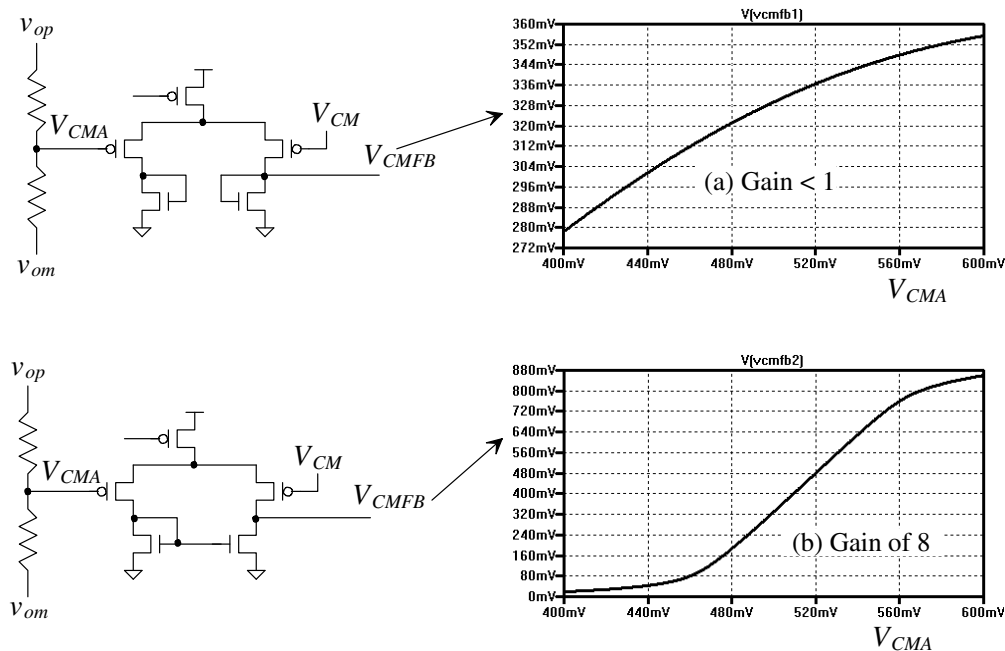 v_op
V_CMA
V_CM
V_CMFB
v_om
V(vcmfb1)
360mV
352mV
344mV
336mV
328mV
320mV
312mV
304mV
296mV
288mV
280mV
272mV
400mV 440mV 480mV 520mV 560mV 600mV
(a) Gain < 1
V_CMA
v_op
V_CMA
V_CM
V_CMFB
v_om
V(vcmfb2)
880mV
800mV
720mV
640mV
560mV
480mV
400mV
320mV
240mV
160mV
80mV
0mV
400mV 440mV 480mV 520mV 560mV 600mV
(b) Gain of 8
V_CMA